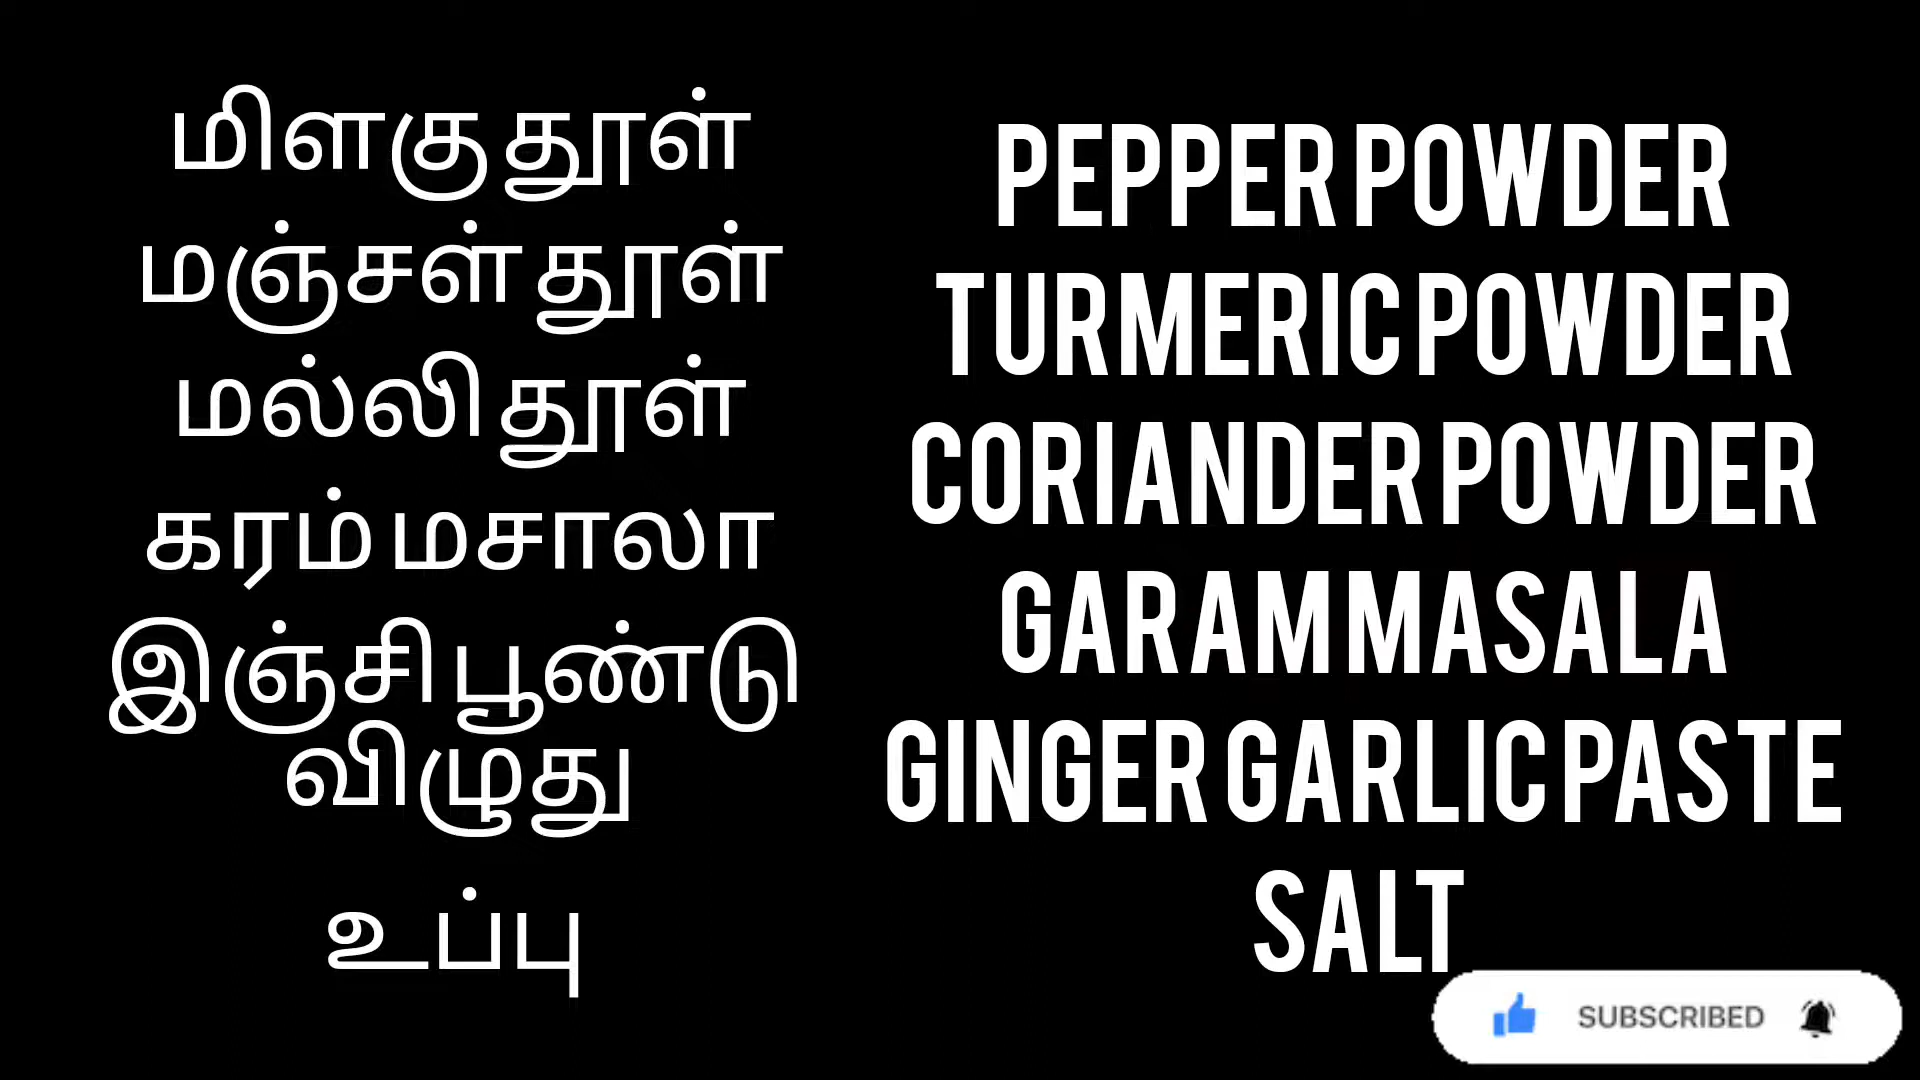 மிளகு தூள்
மஞ்சள் தூள்
மல்லி தூள்
கரம் மசாலா
இஞ்சி பூண்டு
விழுது
உப்பு
PEPPER POWDER
TURMERIC POWDER
CORIANDER POWDER
GARAM MASALA
GINGER GARLIC PASTE
SALT
SUBSCRIBED